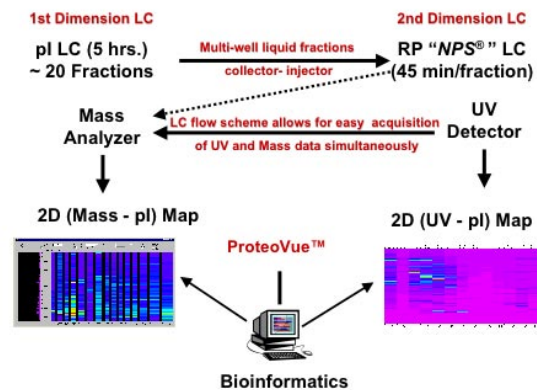 1st Dimension LC
2nd Dimension LC
pI LC (5 hrs.)
~ 20 Fractions
Multi-well liquid fractions
collector- injector
RP “NPS®” LC
(45 min/fraction)
Mass
Analyzer
LC flow scheme allows for easy acquisition
of UV and Mass data simultaneously
UV
Detector
2D (Mass - pI) Map
2D (UV - pI) Map
ProteoVue™
Bioinformatics